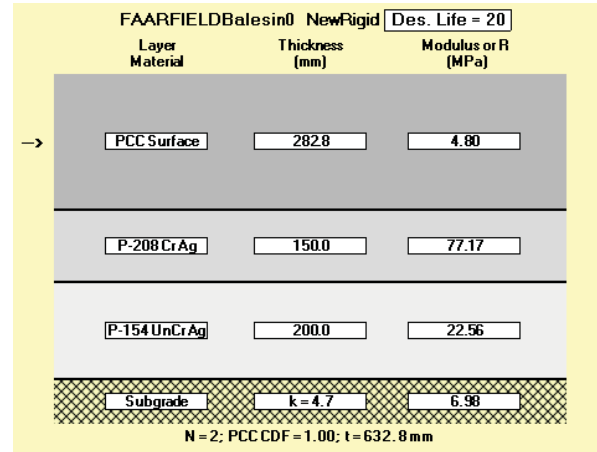 FAARFIELDBalesin0 NewRigid Des. Life = 20
Layer Material Thickness (mm) Modulus or R (MPa)
--> PCC Surface 282.8 4.80
P-208 CrAg 150.0 77.17
P-154 UnCrAg 200.0 22.56
Subgrade k = 4.7 6.98
N = 2; PCC CDF = 1.00; t = 632.8 mm